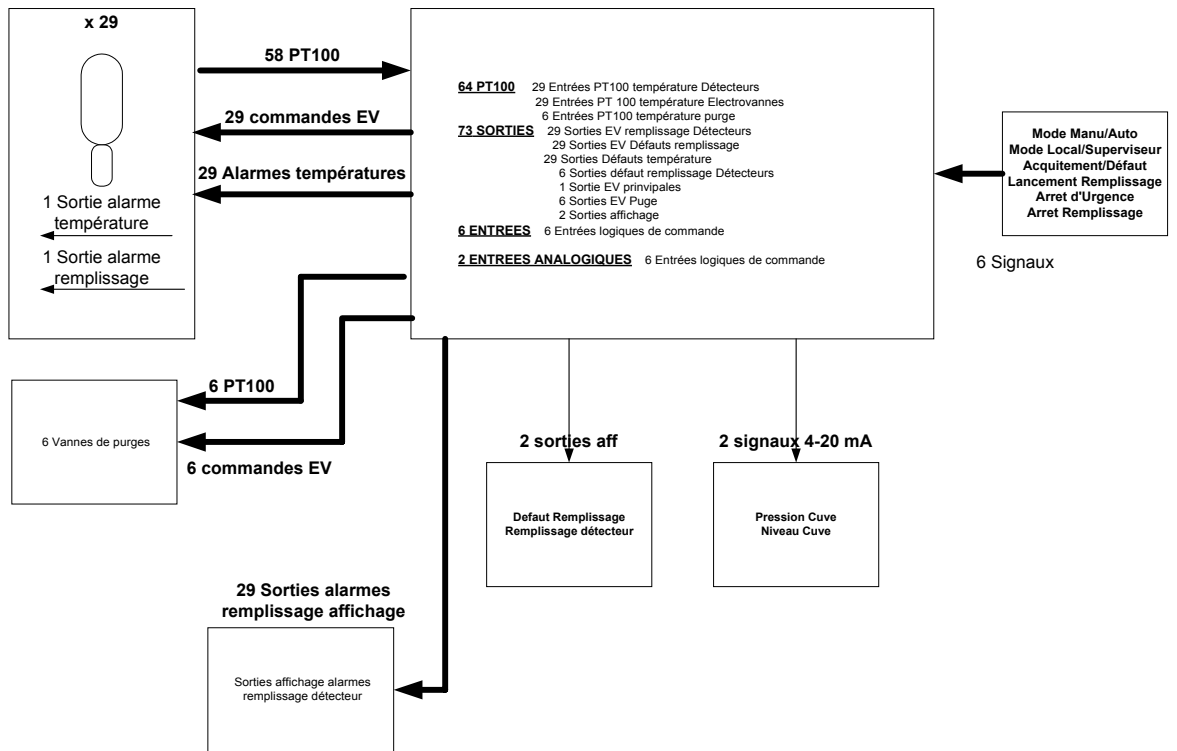 x 29
58 PT100
29 commandes EV
29 Alarmes températures
1 Sortie alarme
température
1 Sortie alarme
remplissage
64 PT100 29 Entrées PT100 température Détecteurs
29 Entrées PT 100 température Electrovannes
6 Entrées PT100 température purge
73 SORTIES 29 Sorties EV remplissage Détecteurs
29 Sorties EV Défauts remplissage
29 Sorties Défauts température
6 Sorties défaut remplissage Détecteurs
1 Sortie EV prinvipales
6 Sorties EV Puge
2 Sorties affichage
6 ENTREES 6 Entrées logiques de commande
2 ENTREES ANALOGIQUES 6 Entrées logiques de commande
Mode Manu/Auto
Mode Local/Superviseur
Acquitement/Défaut
Lancement Remplissage
Arret d'Urgence
Arret Remplissage
6 Signaux
6 PT100
6 Vannes de purges
6 commandes EV
2 sorties aff
2 signaux 4-20 mA
Defaut Remplissage
Remplissage détecteur
Pression Cuve
Niveau Cuve
29 Sorties alarmes
remplissage affichage
Sorties affichage alarmes
remplissage détecteur